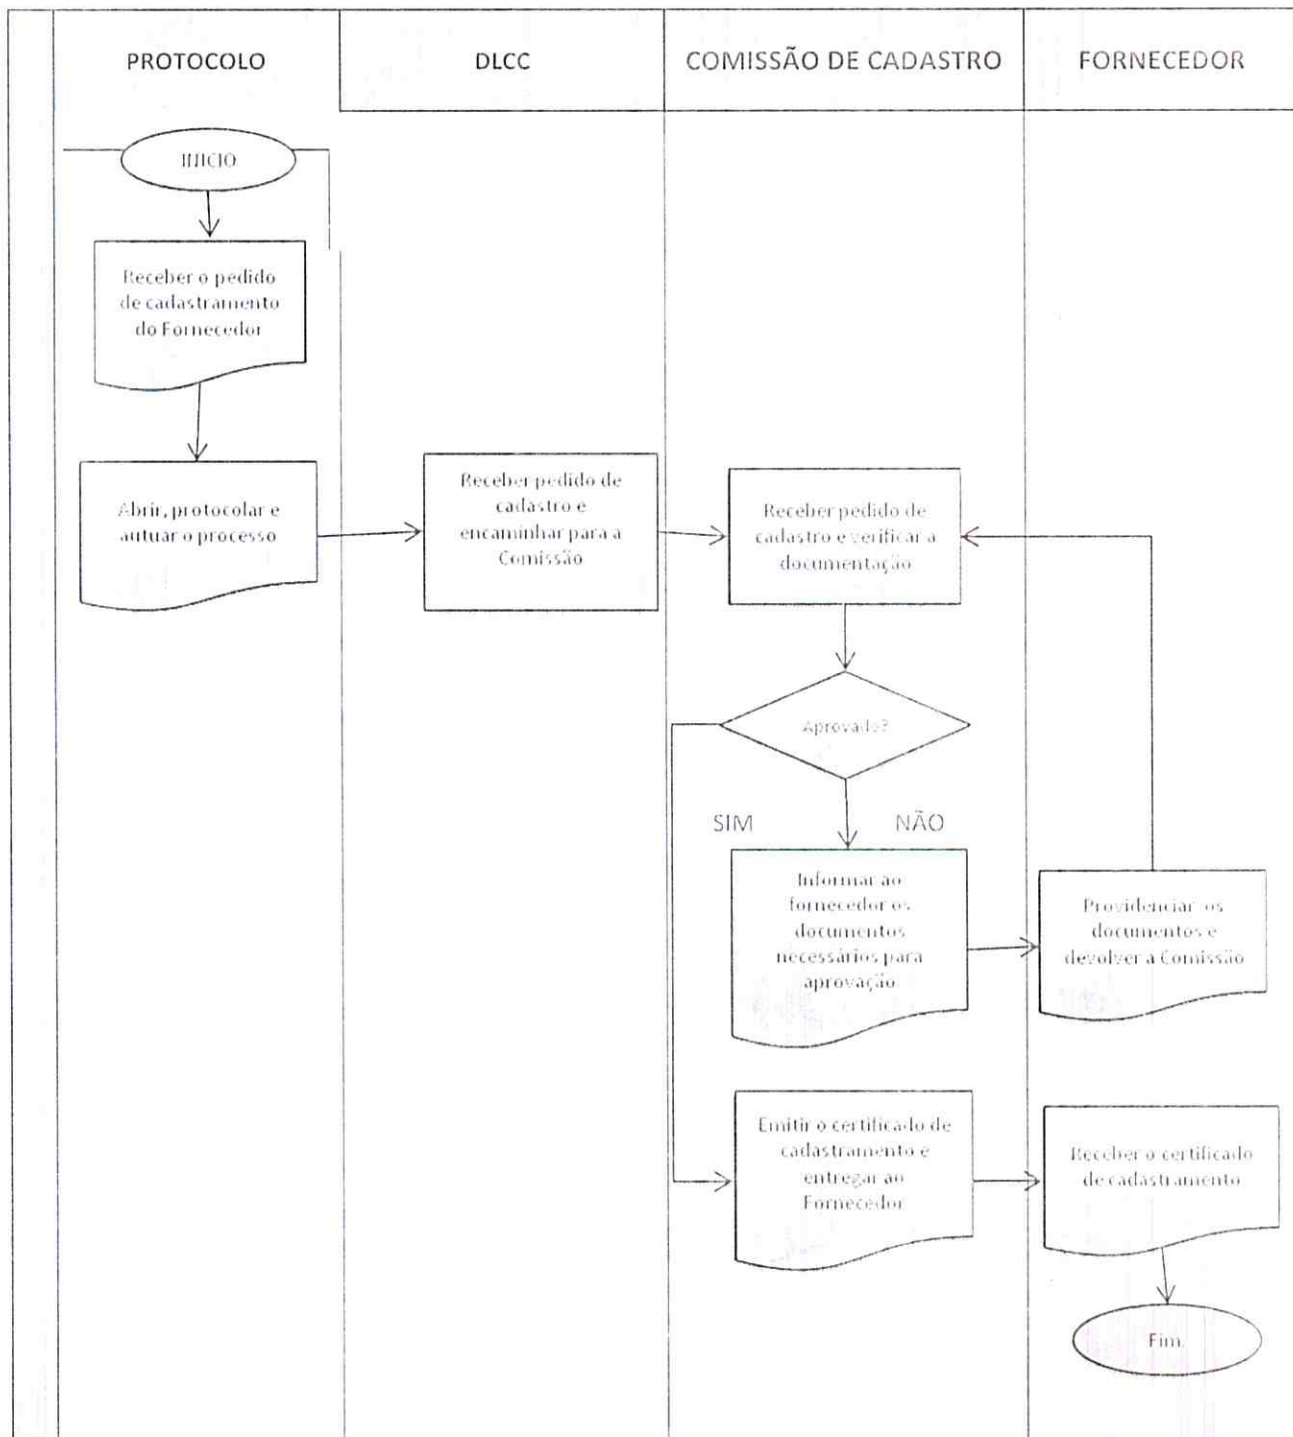 PROTOCOLO
DLCC
COMISSÃO DE CADASTRO
FORNECEDOR
INICIO
Receber o pedido
de cadastramento
do Fornecedor
Abrir, protocolar e
autuar o processo
Receber pedido de
cadastro e
encaminhar para a
Comissão
Receber pedido de
cadastro e verificar a
documentação
Aprovado?
SIM
NÃO
Informar ao
fornecedor os
documentos
necessários para
aprovação
Providenciar os
documentos e
devolver a Comissão
Emitir o certificado de
cadastramento e
entregar ao
Fornecedor
Receber o certificado
de cadastramento
Fim.